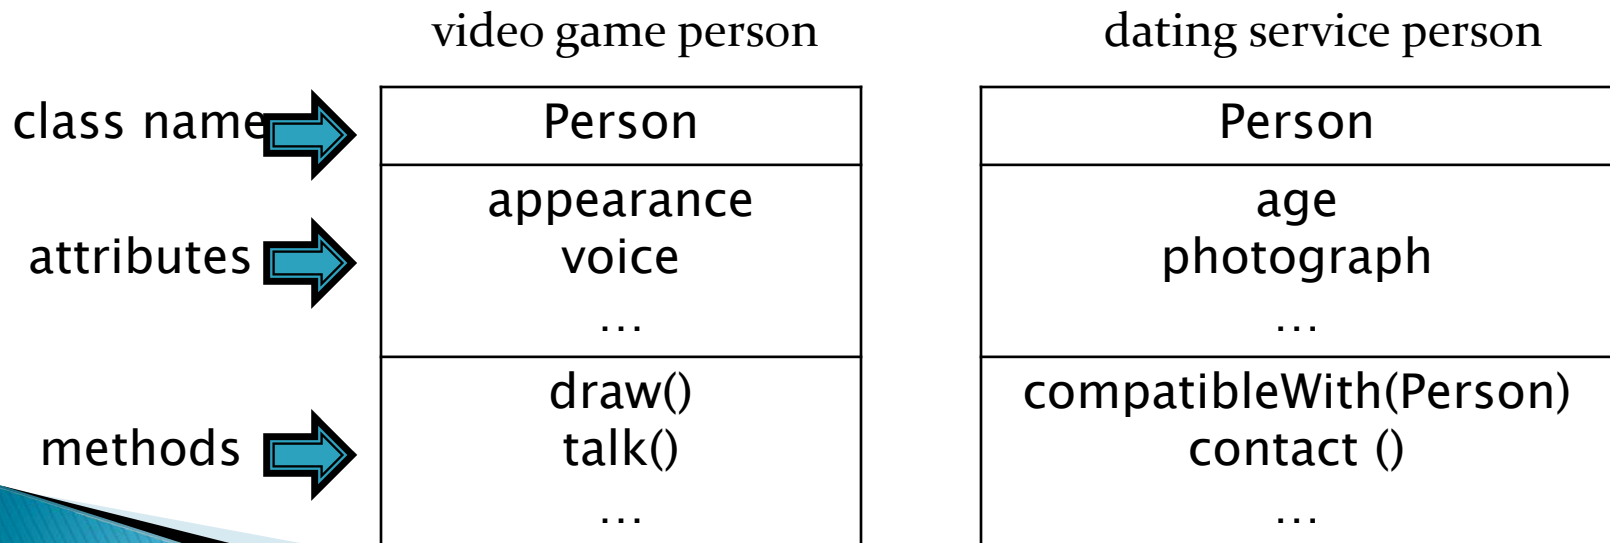 video game person
dating service person
class name
Person
Person
attributes
appearance
voice
…
age
photograph
…
methods
draw()
talk()
…
compatibleWith(Person)
contact ()
…